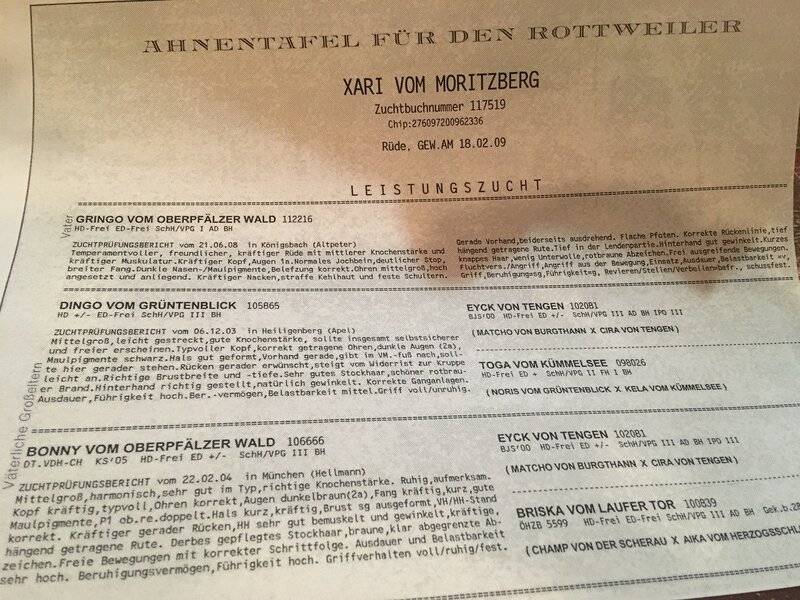 AHNENTAFEL FÜR DEN ROTTWEILER
XARI VOM MORITZBERG
Zuchtbuchnummer 117519
Chip:276097200962336
Rüde, GEW.AM 18.02.09
LEISTUNGSZUCHT
Vater
GRINGO VOM OBERPFÄLZER WALD 112216
HD-Frei ED-Frei SchH/VPG I AD BH
ZUCHTPRÜFUNGSBERICHT vom 21.06.08 in Königsbach (Altpeter)
Temperamentvoller, freundlicher, kräftiger Rüde mit mittlerer Knochenstärke und
kräftiger Muskulatur.Kräftiger Kopf,Augen 1a.Normales Jochbein,deutlicher Stop,
breiter Fang.Dunkle Nasen-/Maulpigmente,Belefzung korrekt.Ohren mittelgroß,hoch
angesetzt und anliegend. Kräftiger Nacken,straffe Kehlhaut und feste Schultern.
Gerade Vorhand,beiderseits ausdrehend. Flache Pfoten. Korrekte Rückenlinie,tief
hängend getragene Rute.Tief in der Lendenpartie.Hinterhand gut gewinkelt.Kurzes
knappes Haar,wenig Unterwolle,rotbraune Abzeichen.Frei ausgreifende Bewegungen.
Fluchtvers./Angriff,Angriff aus der Bewegung,Einsatz,Ausdauer,Belastbarkeit =v,
Griff,Beruhigung=sg,Führigkeit=g, Revieren/Stellen/Verbellen=befr., schussfest.
Väterliche Großeltern
DINGO VOM GRÜNTENBLICK 105865
HD +/- ED-Frei SchH/VPG III BH
ZUCHTPRÜFUNGSBERICHT vom 06.12.03 in Heiligenberg (Apel)
Mittelgroß,leicht gestreckt,gute Knochenstärke, sollte insgesamt selbstsicherer
und freier erscheinen.Typvoller Kopf,korrekt getragene Ohren,dunkle Augen (2a),
Maulpigmente schwarz.Hals gut geformt,Vorhand gerade,gibt im VM.-fuß nach,soll-
te hier gerader stehen.Rücken gerader erwünscht,steigt vom Widerrist zur Kruppe
leicht an.Richtige Brustbreite und -tiefe.Sehr gutes Stockhaar,schöner rotbrau-
er Brand.Hinterhand richtig gestellt,natürlich gewinkelt. Korrekte Ganganlagen.
Ausdauer,Führigkeit hoch.Ber.-vermögen,Belastbarkeit mittel.Griff voll/unruhig.
EYCK VON TENGEN 102081
BJS'00 HD-Frei ED +/- SchH/VPG III AD BH IPO III
(MATCHO VON BURGTHANN X CIRA VON TENGEN)
TOGA VOM KÜMMELSEE 098026
HD-Frei ED + SchH/VPG II FH 1 BH
(NORIS VOM GRÜNTENBLICK X KELA VOM KÜMMELSEE)
BONNY VOM OBERPFÄLZER WALD 106666
DT.VDH-CH KS'05 HD-Frei ED +/- SchH/VPG III BH
ZUCHTPRÜFUNGSBERICHT vom 22.02.04 in München (Hellmann)
Mittelgroß,harmonisch,sehr gut im Typ,richtige Knochenstärke. Ruhig,aufmerksam.
Kopf kräftig,typvoll,Ohren korrekt,Augen dunkelbraun(2a),Fang kräftig,kurz,gute
Maulpigmente,P1 ob.re.doppelt.Hals kurz,kräftig,Brust sg ausgeformt,VH/HH-Stand
korrekt. Kräftiger gerader Rücken,HH sehr gut bemuskelt und gewinkelt,kräftige,
hängend getragene Rute. Derbes gepflegtes Stockhaar,braune,klar abgegrenzte Ab-
zeichen.Freie Bewegungen mit korrekter Schrittfolge. Ausdauer und Belastbarkeit
sehr hoch. Beruhigungsvermögen,Führigkeit hoch. Griffverhalten voll/ruhig/fest.
EYCK VON TENGEN 102081
BJS'00 HD-Frei ED +/- SchH/VPG III AD BH IPO III
(MATCHO VON BURGTHANN X CIRA VON TENGEN)
BRISKA VOM LAUFER TOR 100839
ÖHZB 5599 HD-Frei ED-Frei SchH/VPG III AD BH Gek.b.28
(CHAMP VON DER SCHERAU X AIKA VOM HERZOGSSCHL